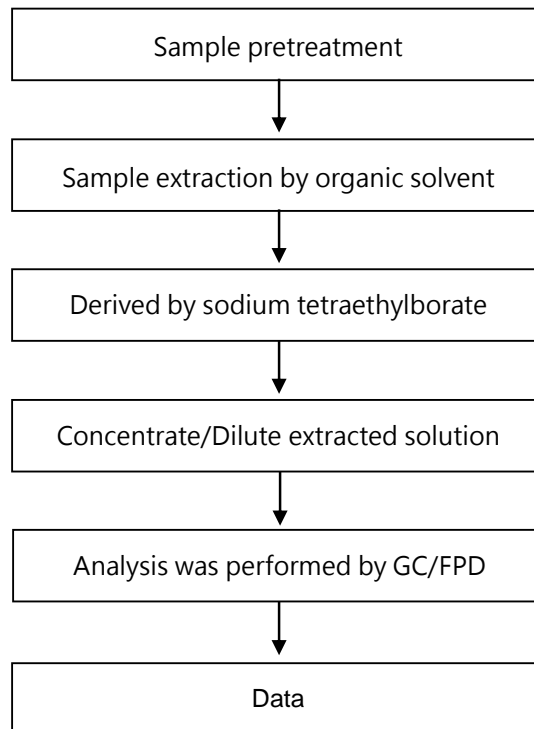 Sample pretreatment
Sample extraction by organic solvent
Derived by sodium tetraethylborate
Concentrate/Dilute extracted solution
Analysis was performed by GC/FPD
Data